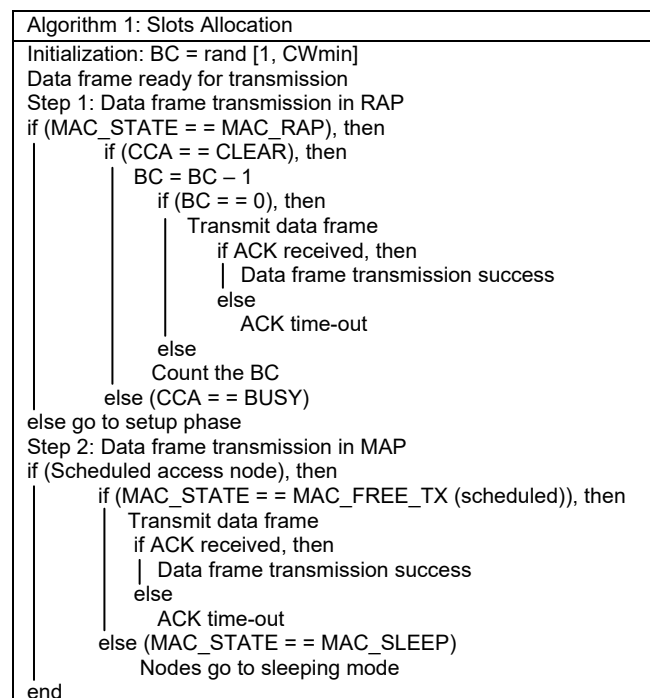 Algorithm 1: Slots Allocation
Initialization: BC = rand [1, CWmin]
Data frame ready for transmission
Step 1: Data frame transmission in RAP
if (MAC_STATE = = MAC_RAP), then
if (CCA = = CLEAR), then
BC = BC – 1
if (BC = = 0), then
Transmit data frame
if ACK received, then
Data frame transmission success
else
ACK time-out
else
Count the BC
else (CCA = = BUSY)
else go to setup phase
Step 2: Data frame transmission in MAP
if (Scheduled access node), then
if (MAC_STATE = = MAC_FREE_TX (scheduled)), then
Transmit data frame
if ACK received, then
Data frame transmission success
else
ACK time-out
else (MAC_STATE = = MAC_SLEEP)
Nodes go to sleeping mode
end